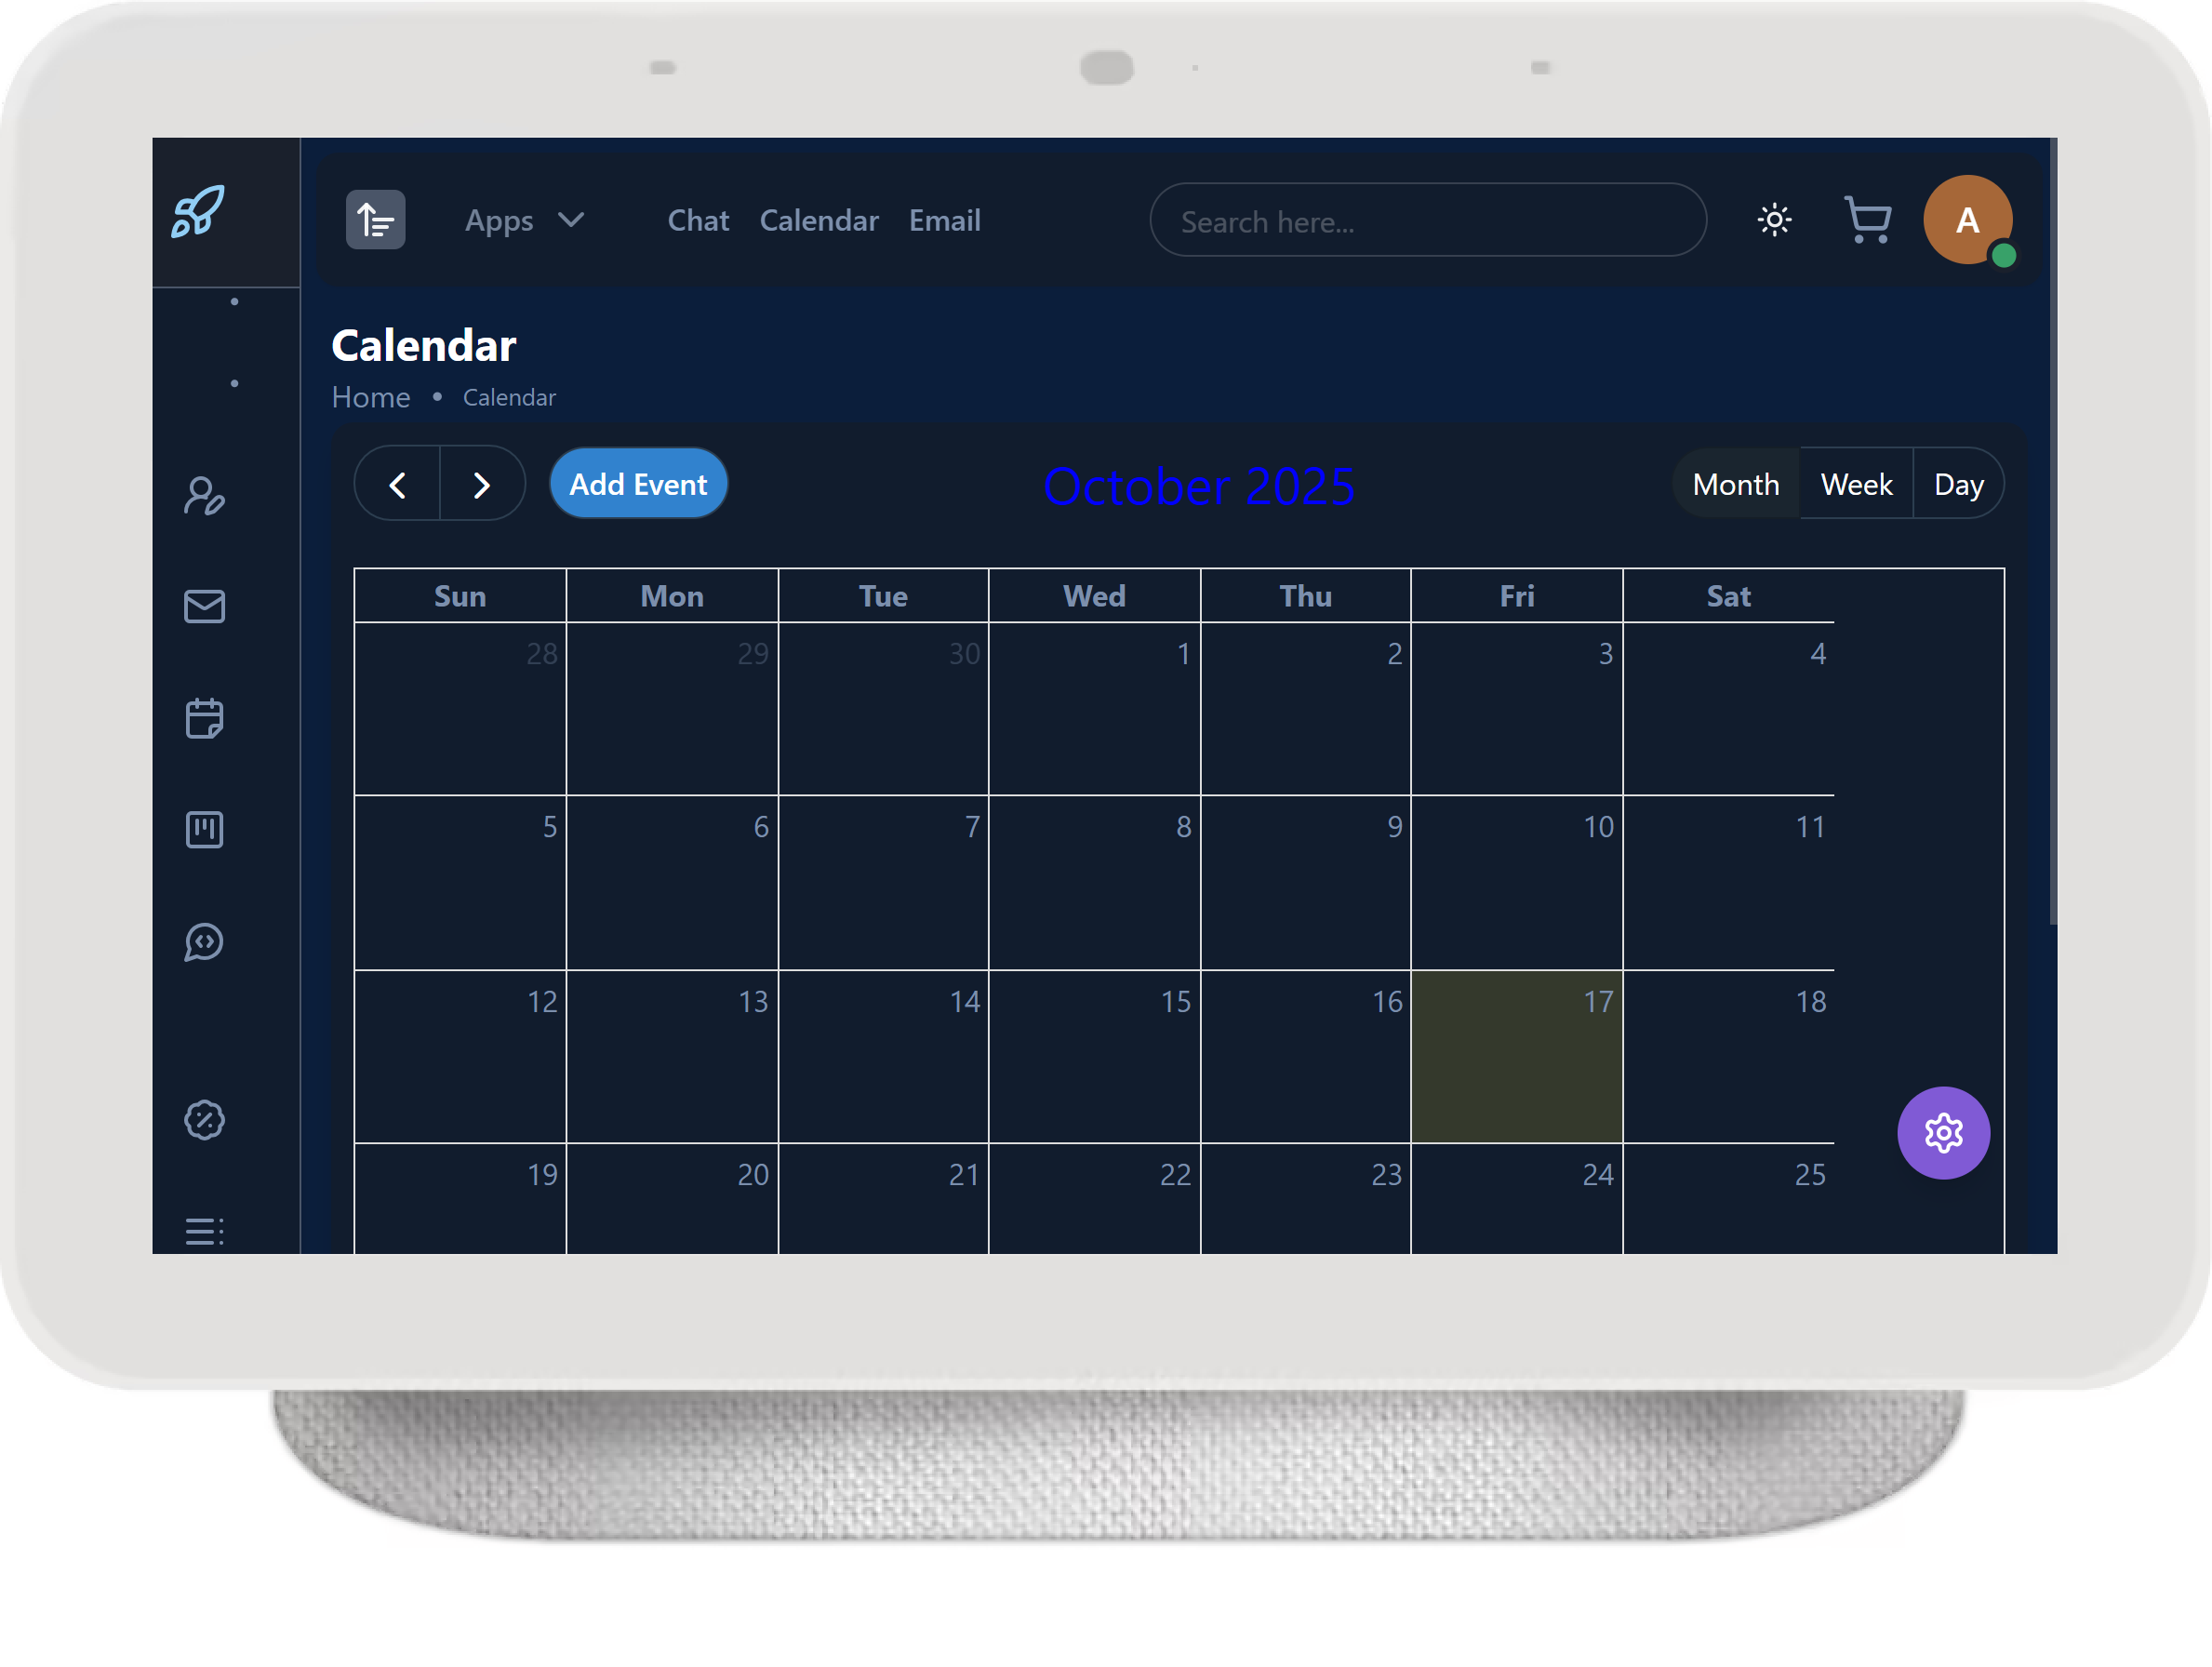 Apps Chat Calendar Email Search here... A
Calendar
Home • Calendar
Add Event October 2025 Month Week Day
Sun Mon Tue Wed Thu Fri Sat
28 29 30 1 2 3 4
5 6 7 8 9 10 11
12 13 14 15 16 17 18
19 20 21 22 23 24 25